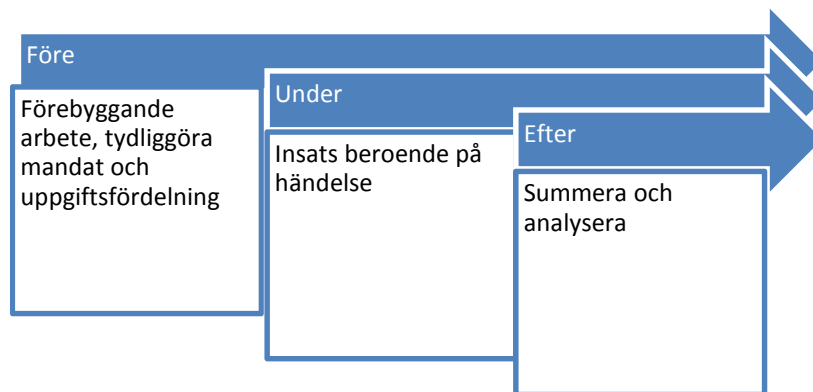 Före
Förebyggande
arbete, tydliggöra
mandat och
uppgiftsfördelning
Under
Insats beroende på
händelse
Efter
Summera och
analysera